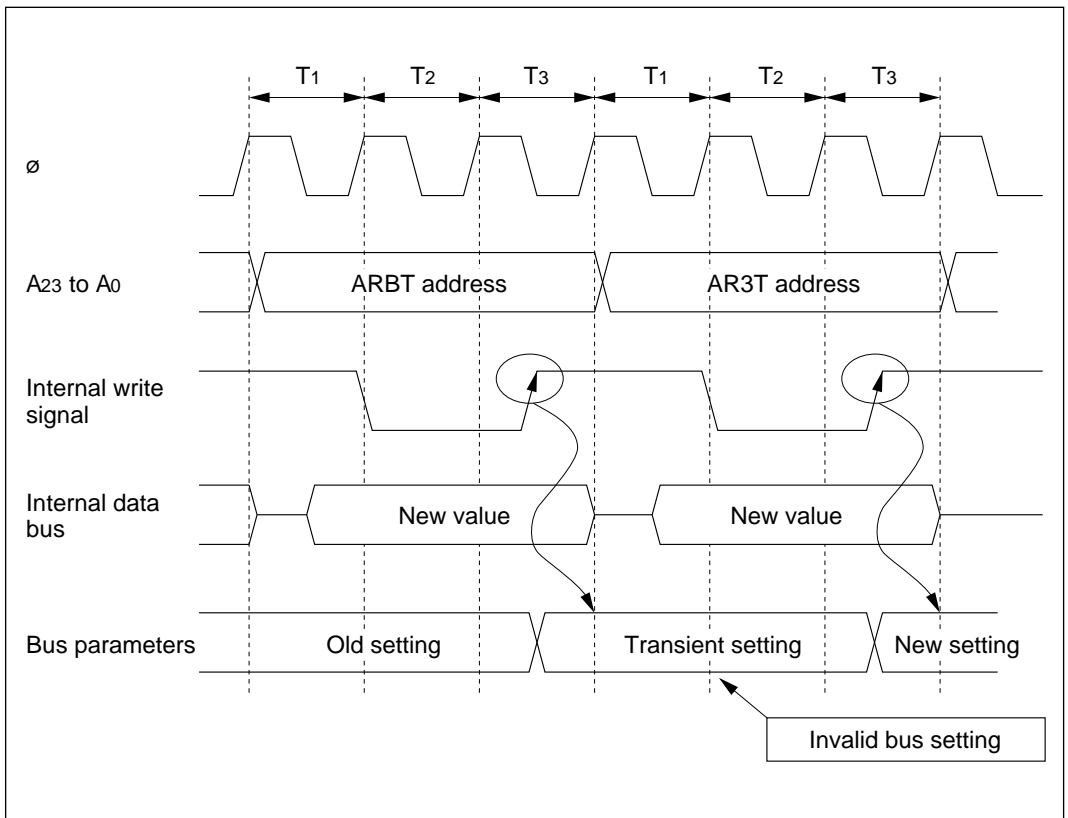 T1 T2 T3 T1 T2 T3
ø
A23 to A0 ARBT address AR3T address
Internal write
signal
Internal data
bus
New value New value
Bus parameters Old setting Transient setting New setting
Invalid bus setting